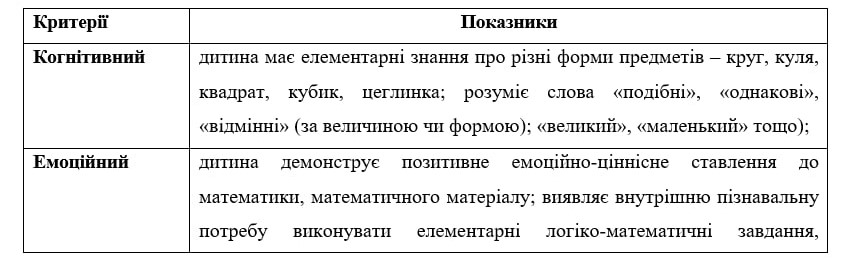 Критерії Показники
Когнітивний дитина має елементарні знання про різні форми предметів – круг, куля,
квадрат, кубик, цеглинка; розуміє слова «подібні», «однакові»,
«відмінні» (за величиною чи формою); «великий», «маленький» тощо);
Емоційний дитина демонструє позитивне емоційно-ціннісне ставлення до
математики, математичного матеріалу; виявляє внутрішню пізнавальну
потребу виконувати елементарні логіко-математичні завдання,